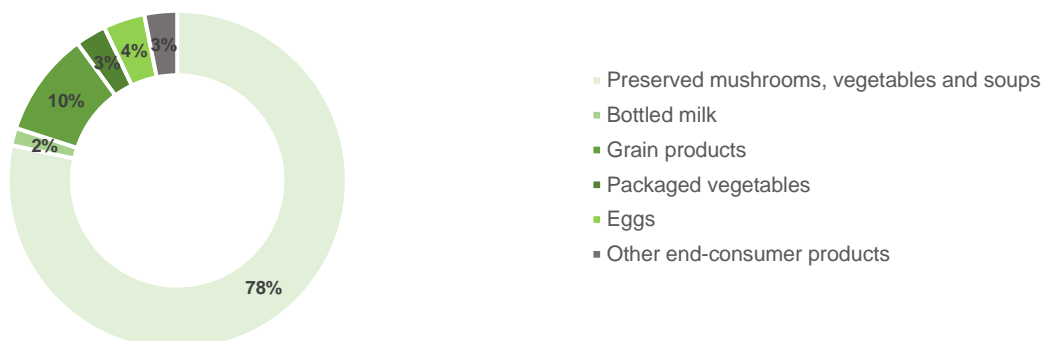 3%
4%
3%
10%
2%
78%
Preserved mushrooms, vegetables and soups
Bottled milk
Grain products
Packaged vegetables
Eggs
Other end-consumer products